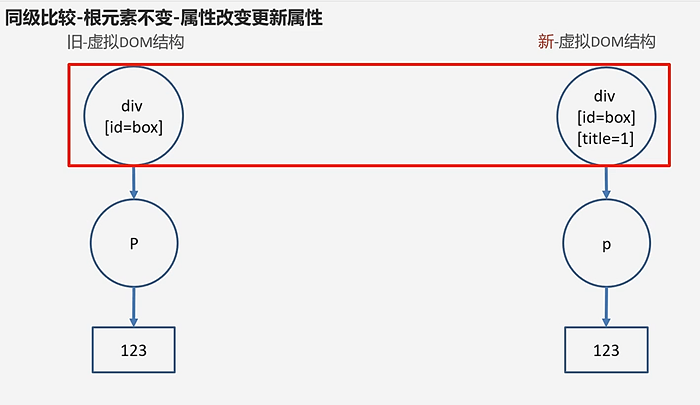 同级比较-根元素不变-属性改变更新属性
旧-虚拟DOM结构
新-虚拟DOM结构
div
[id=box]
div
[id=box]
[title=1]
P
p
123
123